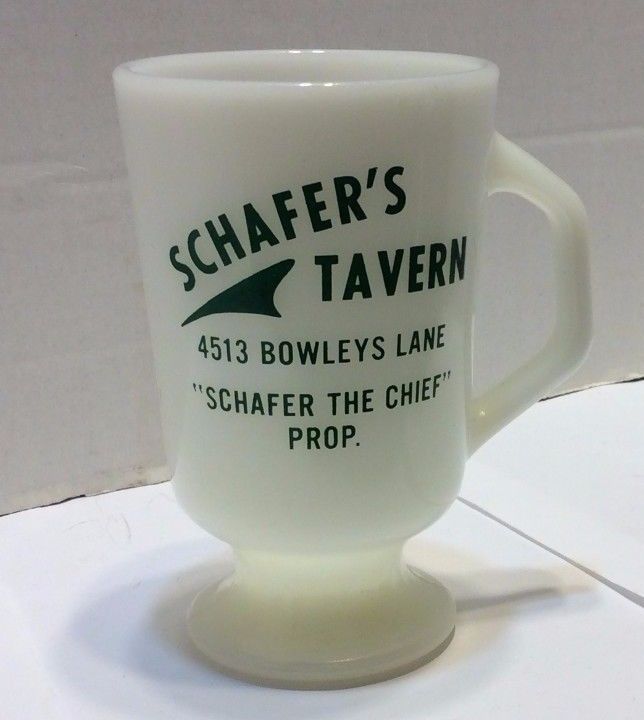 SCHAFER'S
TAVERN
4513 BOWLEYS LANE
"SCHAFER THE CHIEF"
PROP.